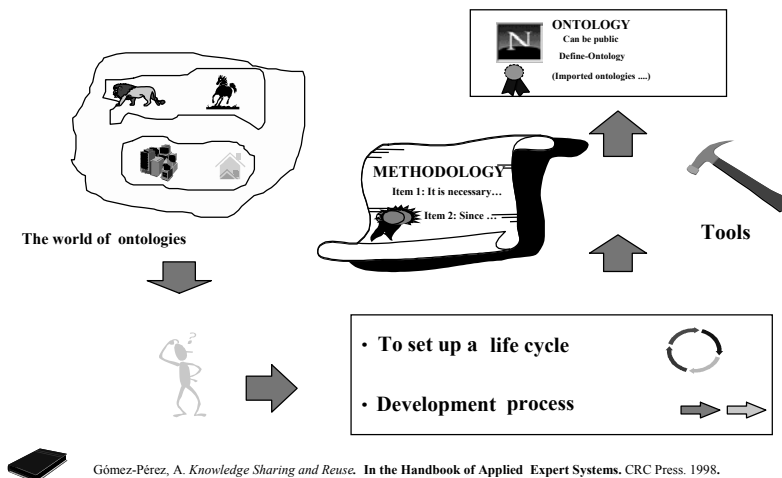 ONTOLOGY
Can be public
Define-Ontology
(Imported ontologies ....)
N
METHODOLOGY
Item 1: It is necessary…
Item 2: Since …
The world of ontologies
Tools
?
· To set up a life cycle
· Development process
Gómez-Pérez, A. Knowledge Sharing and Reuse. In the Handbook of Applied Expert Systems. CRC Press. 1998.